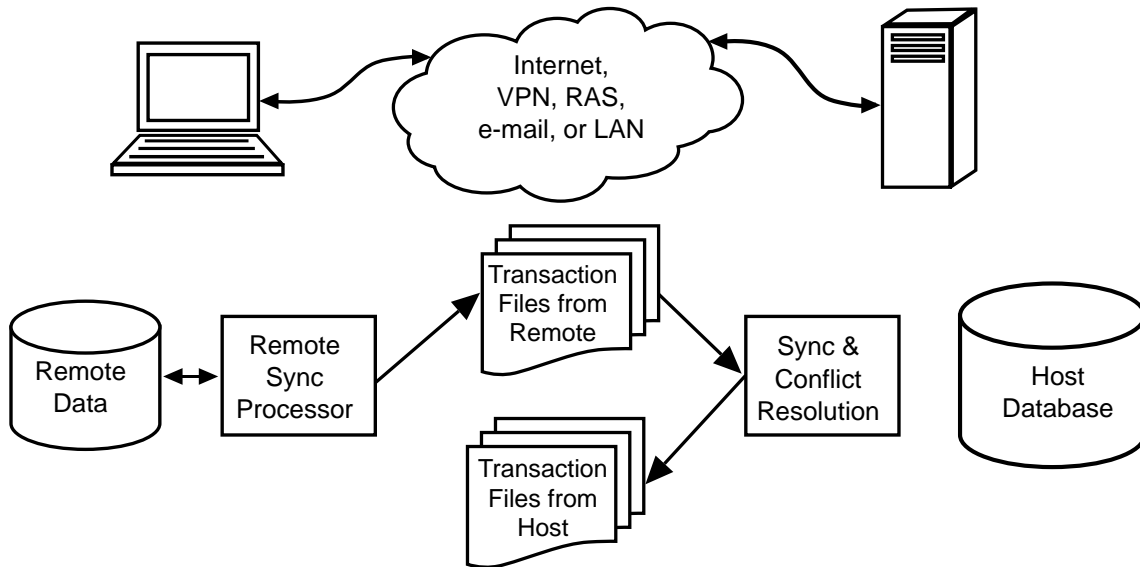 Internet,
VPN, RAS,
e-mail, or LAN
Transaction
Files from
Remote
Remote
Data
Remote
Sync
Processor
Sync &
Conflict
Resolution
Host
Database
Transaction
Files from
Host